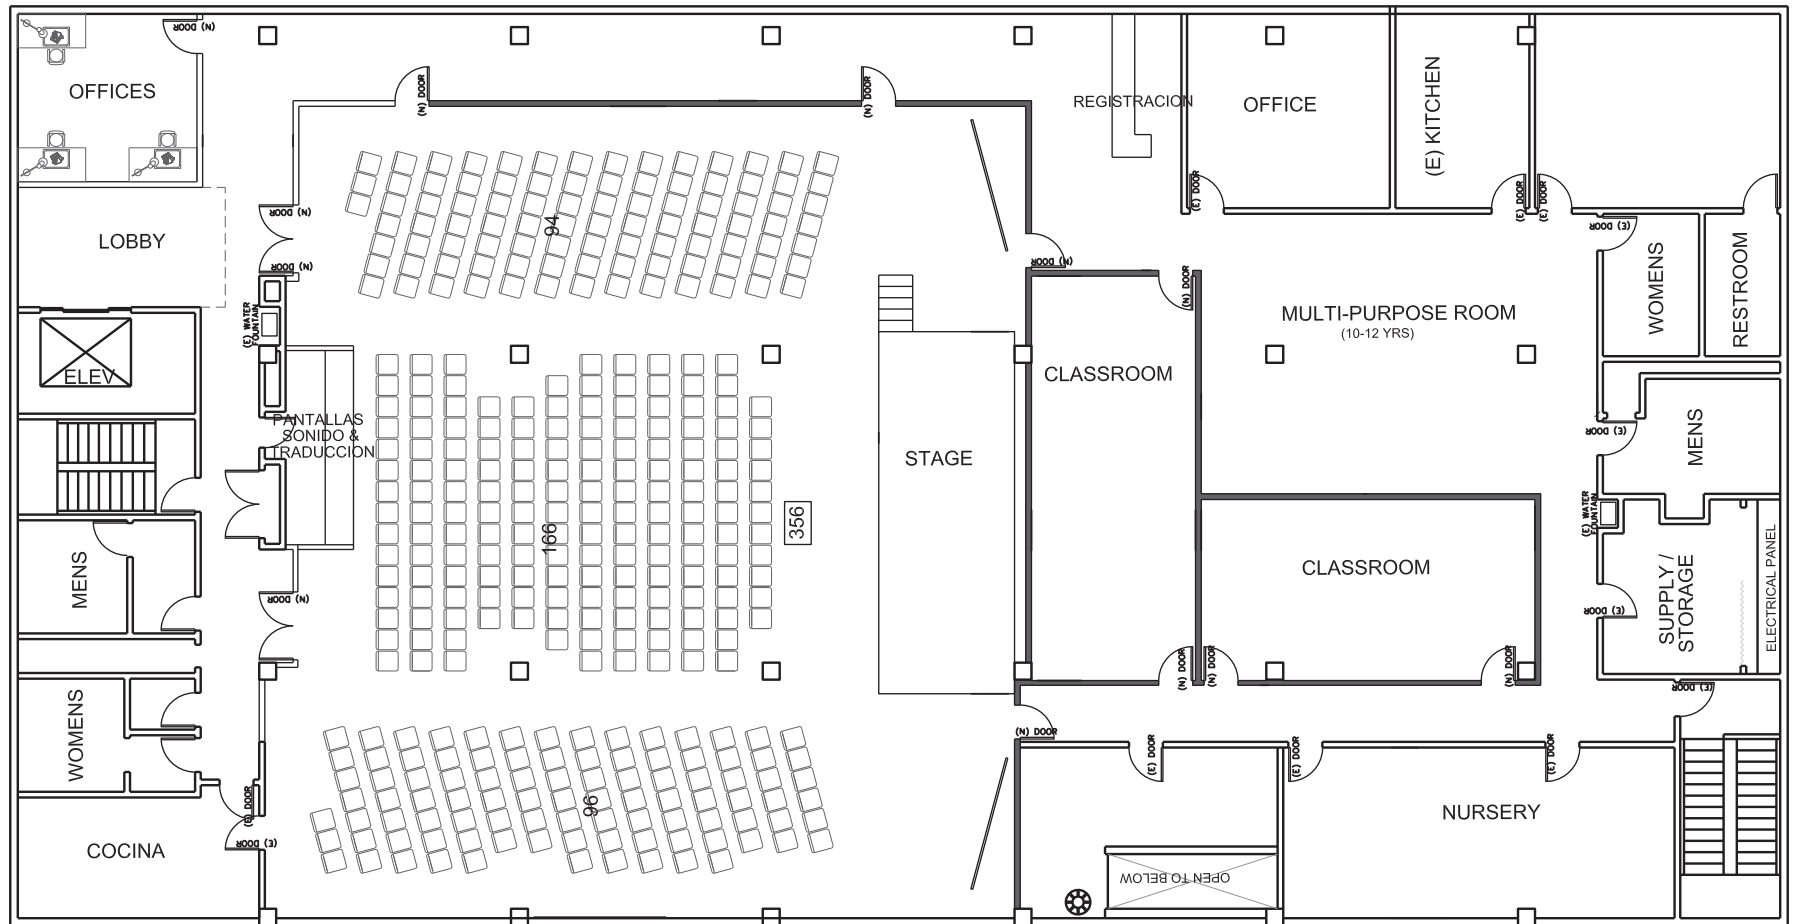 (N) DOOR
OFFICES
(N) DOOR
(N) DOOR
REGISTRACION
OFFICE
(E) KITCHEN
(E) DOOR
(E) DOOR
(E) DOOR
(E) DOOR
LOBBY
(N) DOOR
(N) DOOR
94
(N) DOOR
(N) DOOR
WOMENS
RESTROOM
(E) WATER
FOUNTAIN
MULTI-PURPOSE ROOM
(10-12 YRS)
ELEV
CLASSROOM
PANTALLAS
SONIDO &
TRADUCCION
STAGE
(E) DOOR
MENS
356
166
(E) WATER
FOUNTAIN
ELECTRICAL PANEL
MENS
CLASSROOM
(N) DOOR
(E) DOOR
SUPPLY /
STORAGE
(N) DOOR
(N) DOOR
(N) DOOR
(E) DOOR
WOMENS
(N) DOOR
(E) DOOR
(E) DOOR
(E) DOOR
(E) DOOR
96
NURSERY
(E) DOOR
COCINA
OPEN TO BELOW